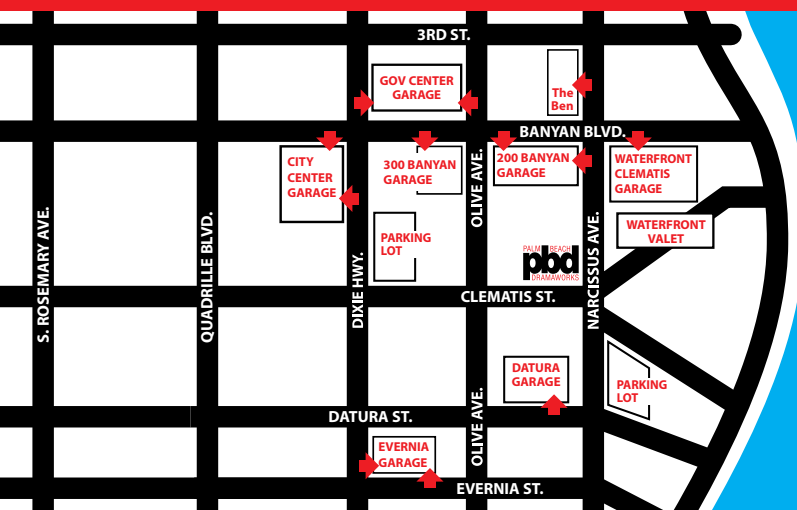 3RD ST.
GOV CENTER
GARAGE
The
Ben
BANYAN BLVD.
CITY
CENTER
GARAGE
300 BANYAN
GARAGE
OLIVE AVE.
200 BANYAN
GARAGE
WATERFRONT
CLEMATIS
GARAGE
S. ROSEMARY AVE.
QUADRILLE BLVD.
DIXIE HWY.
PARKING
LOT
NARCISSUS AVE.
WATERFRONT
VALET
PALM BEACH
pbd
DRAMAWORKS
CLEMATIS ST.
DATURA
GARAGE
PARKING
LOT
DATURA ST.
OLIVE AVE.
EVERNIA
GARAGE
EVERNIA ST.